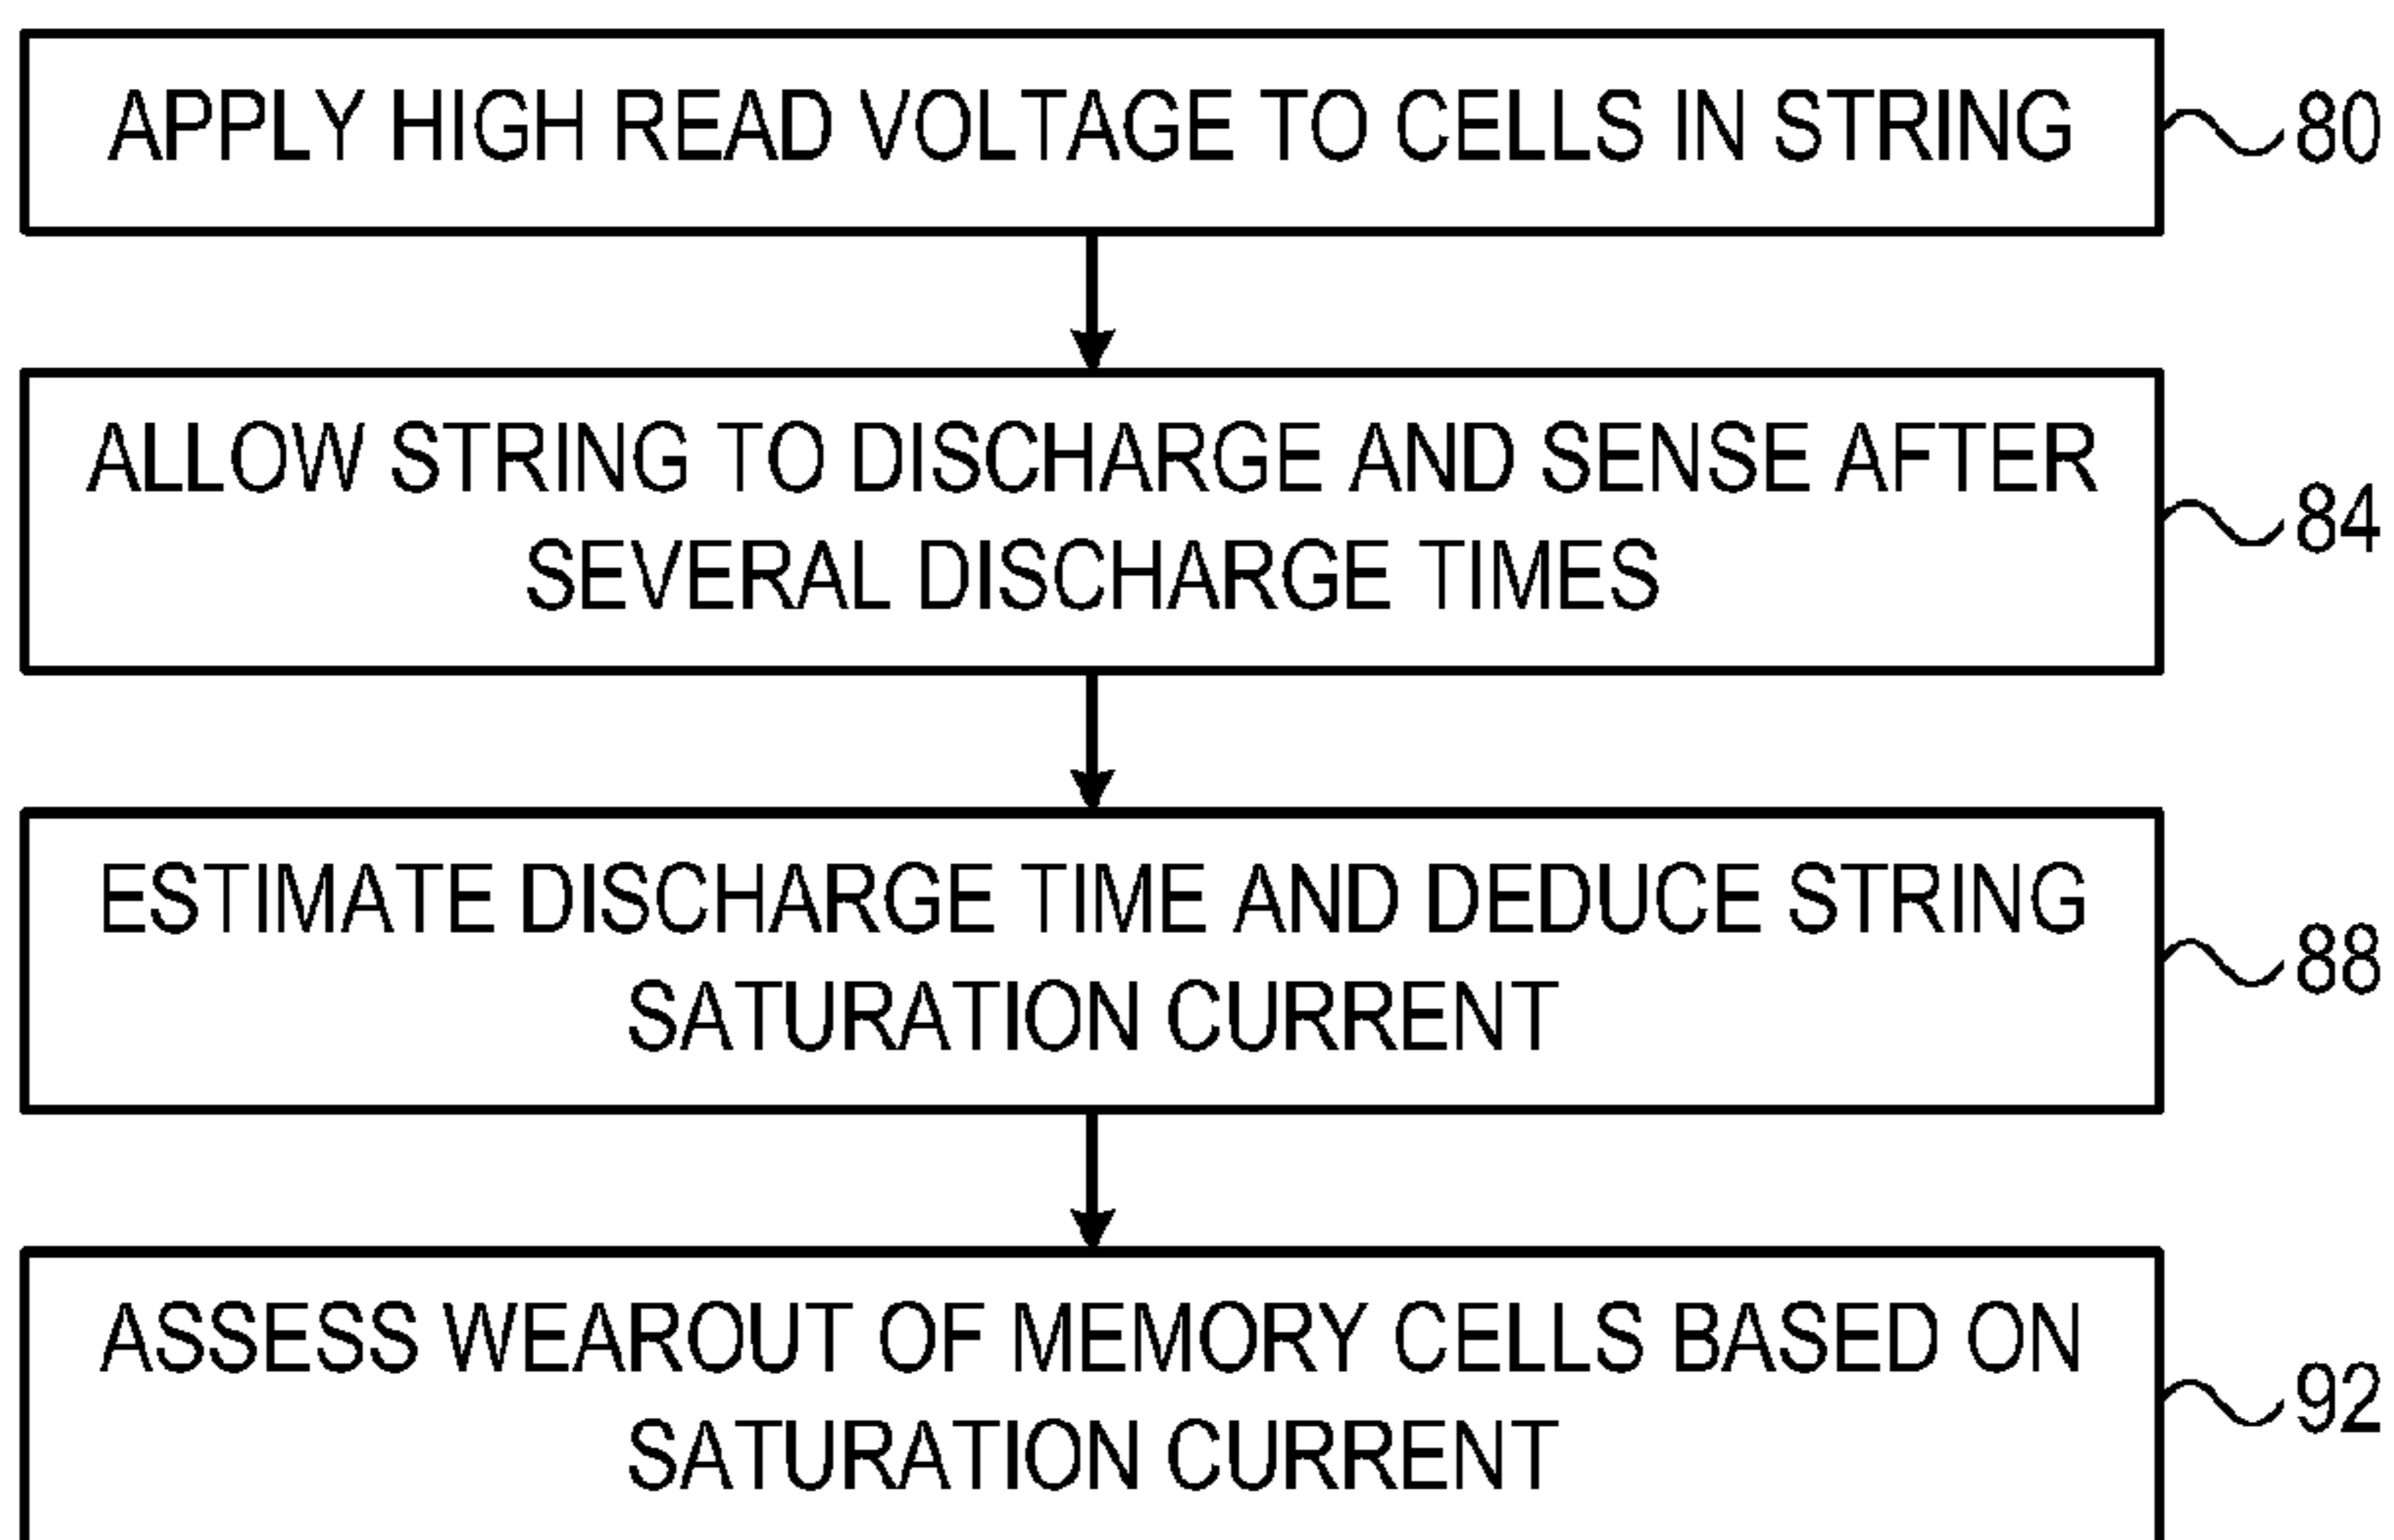 APPLY HIGH READ VOLTAGE TO CELLS IN STRING
80
ALLOW STRING TO DISCHARGE AND SENSE AFTER
SEVERAL DISCHARGE TIMES
84
ESTIMATE DISCHARGE TIME AND DEDUCE STRING
SATURATION CURRENT
88
ASSESS WEAROUT OF MEMORY CELLS BASED ON
SATURATION CURRENT
92